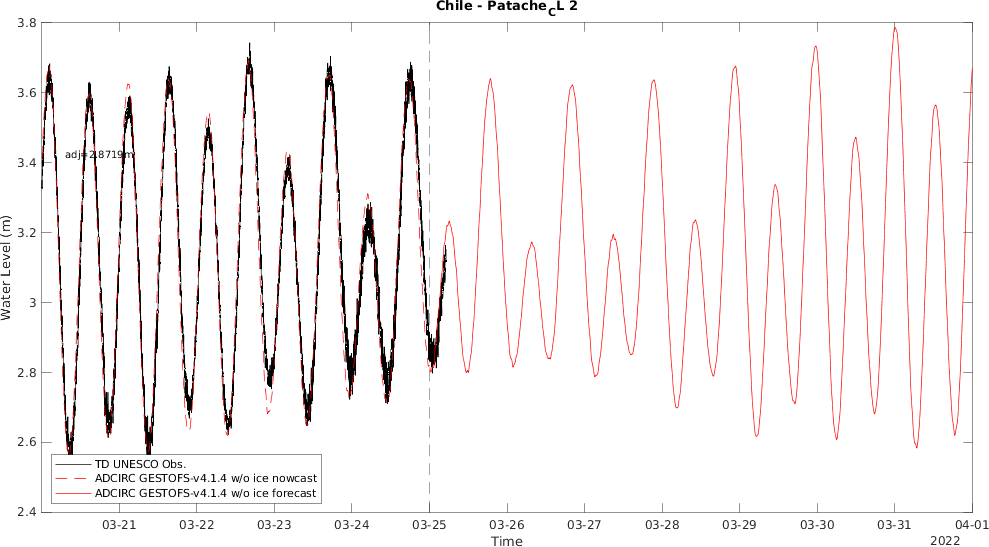 Chile - Patache_CL 2
3.8
3.6
3.4
3.2
3
2.8
2.6
2.4
Water Level (m)
adj=2.8719m
TD UNESCO Obs.
ADCIRC GESTOFS-v4.1.4 w/o ice nowcast
ADCIRC GESTOFS-v4.1.4 w/o ice forecast
03-21 03-22 03-23 03-24 03-25 03-26 03-27 03-28 03-29 03-30 03-31 04-01
Time
2022